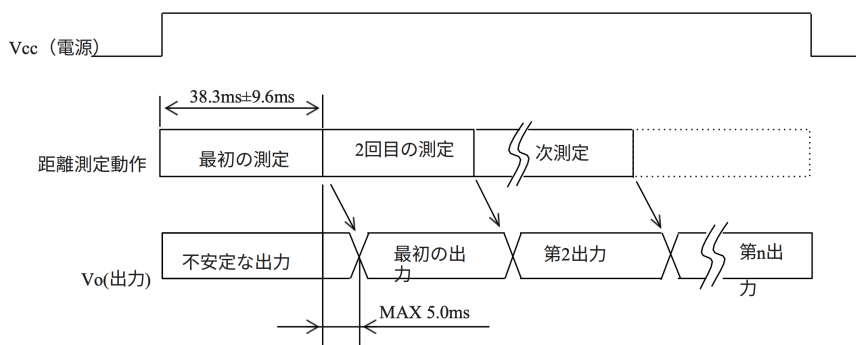 Vcc（電源）
38.3ms±9.6ms
距離測定動作
最初の測定
2回目の測定
次測定
Vo(出力)
不安定な出力
最初の出
力
第2出力
第n出
力
MAX 5.0ms